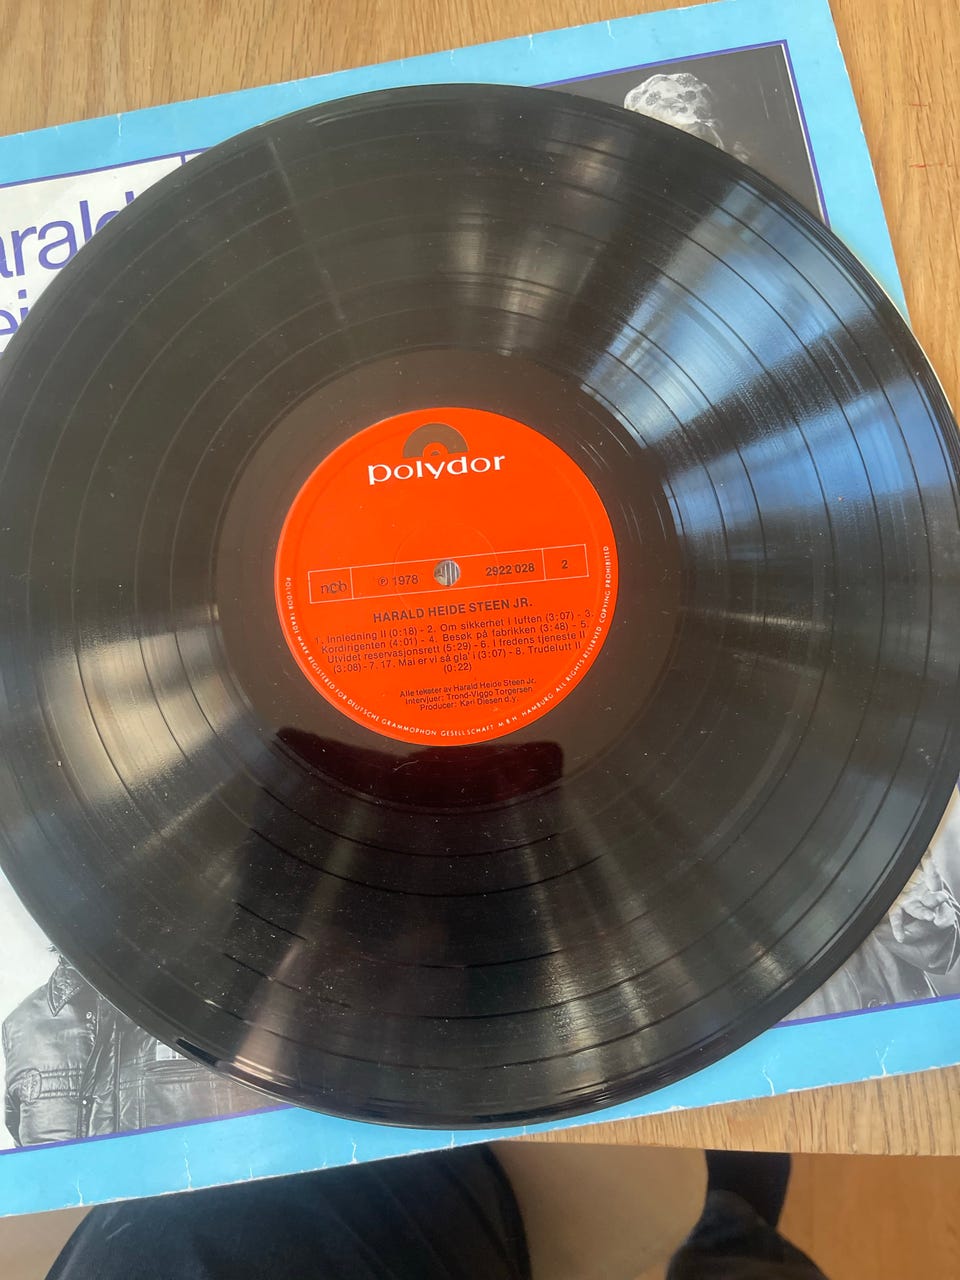 arald
ei
polydor
ncb ℗ 1978 2922 028 2
HARALD HEIDE STEEN JR.
1. Innledning II (0:18) - 2. Om sikkerhet i luften (3:07) - 3.
Kordirigenten (4:01) - 4. Besøk på fabrikken (3:48) - 5.
Utvidet reservasjonsrett (5:29) - 6. I fredens tjeneste II
(3:08) - 7. 17. Mai er vi så gla' i (3:07) - 8. Trudelutt II
(0:22)
Alle tekster av Harald Heide Steen Jr.
Intervjuer: Trond-Viggo Torgersen
Producer: Karl Diesen d.y.
POLYDOR TRADE MARK REGISTERED FOR DEUTSCHE GRAMMOPHON GESELLSCHAFT M B H HAMBURG ALL RIGHTS RESERVED COPYING PROHIBITED